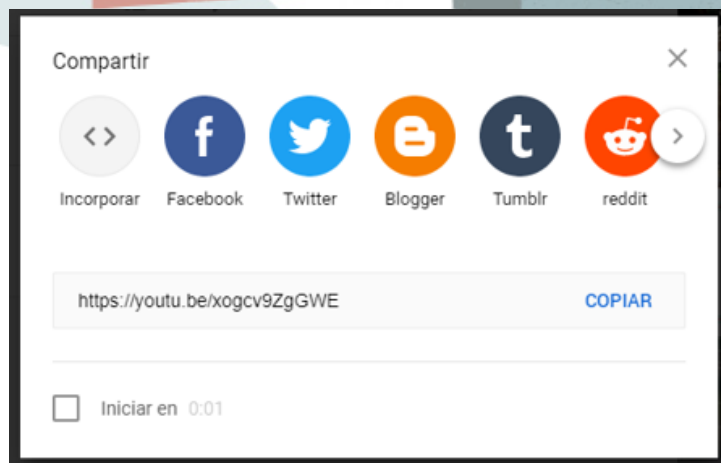 Compartir
Incorporar Facebook Twitter Blogger Tumblr reddit
https://youtu.be/xogcv9ZgGWE COPIAR
Iniciar en 0:01